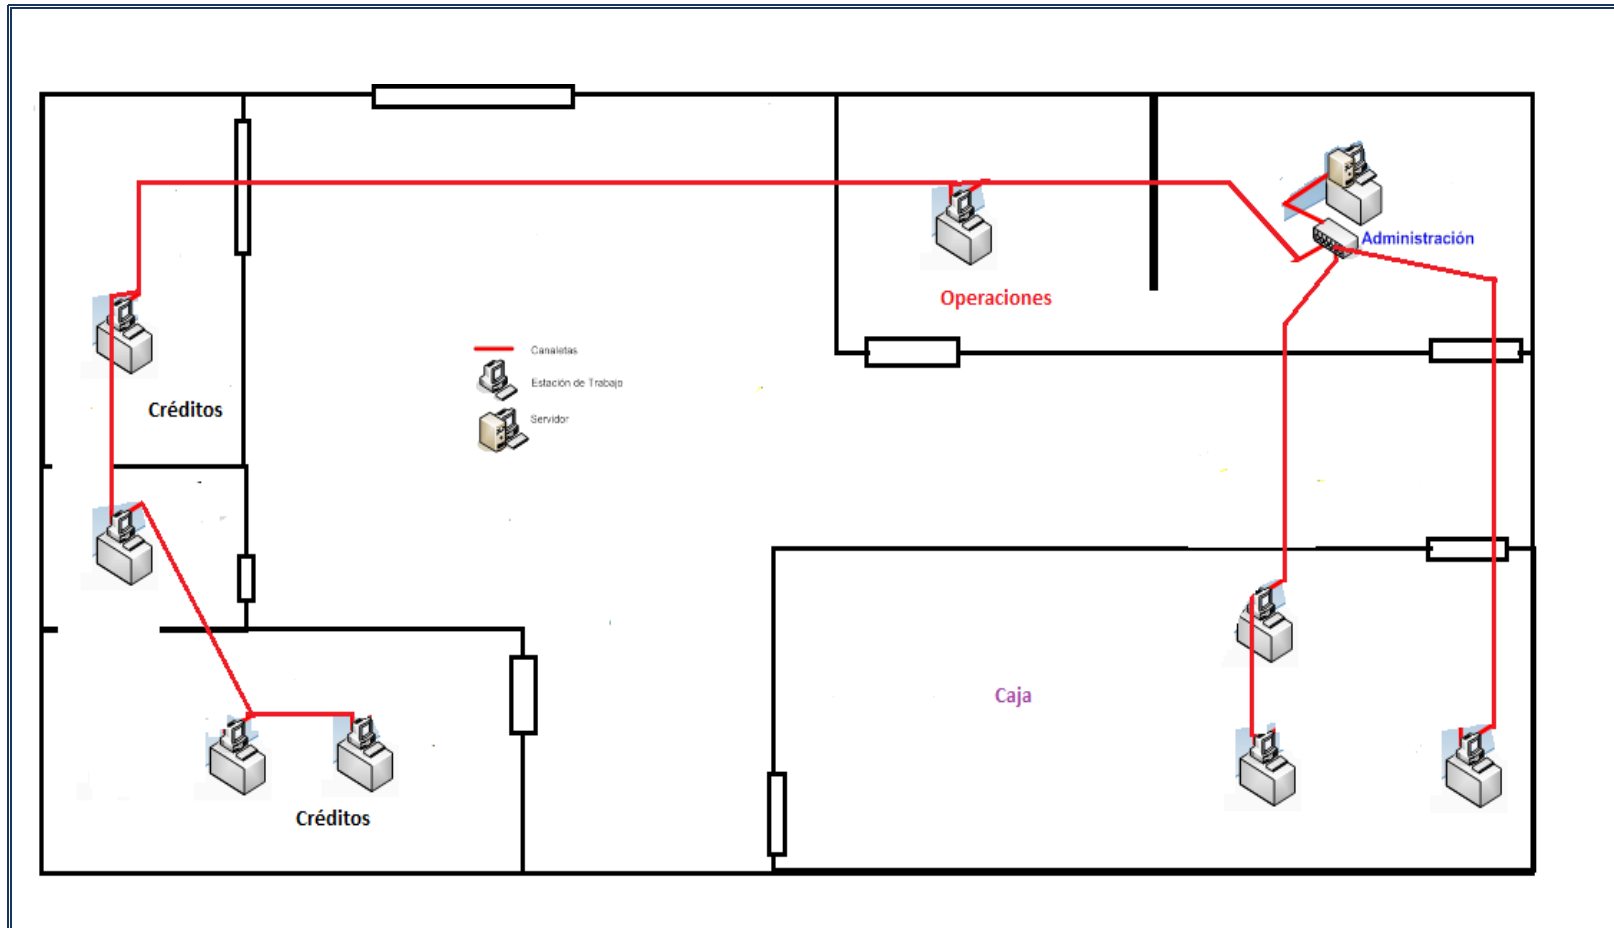 Administración
Operaciones
Canaletas
Estación de Trabajo
Servidor
Créditos
Caja
Créditos